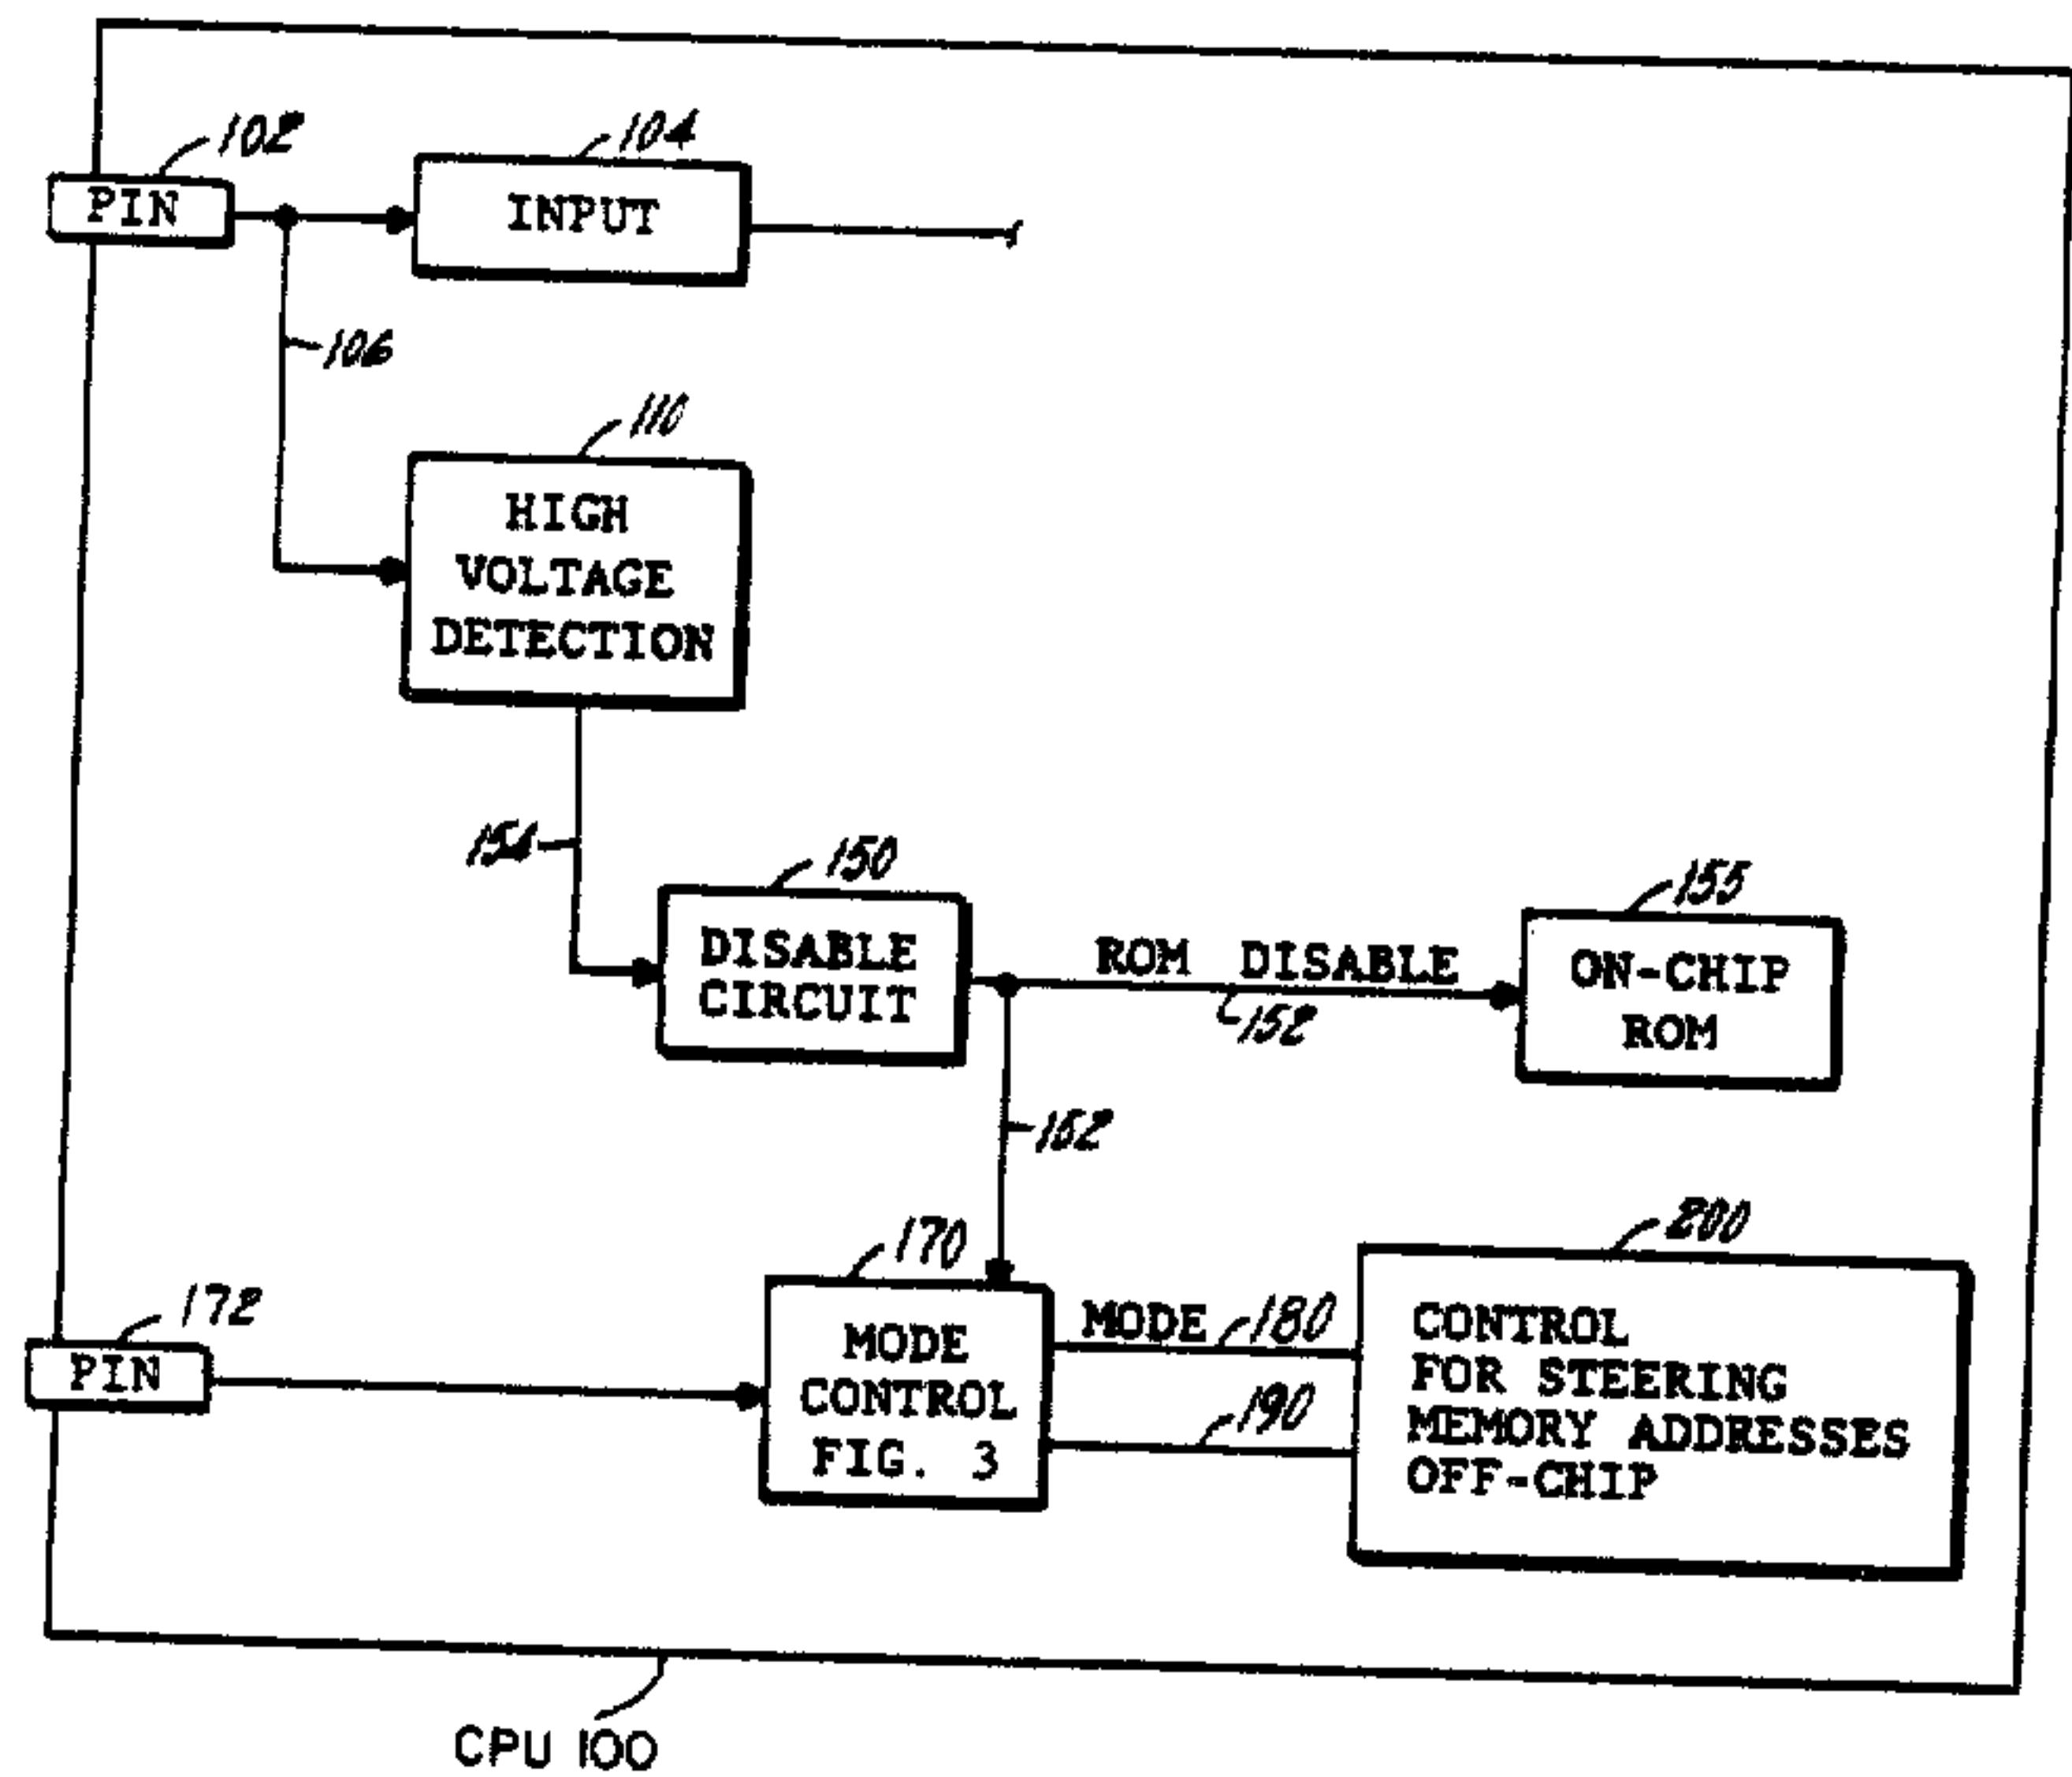 102
PIN
104
INPUT
106
110
HIGH
VOLTAGE
DETECTION
154
150
DISABLE
CIRCUIT
ROM DISABLE
152
155
ON-CHIP
ROM
162
172
PIN
170
MODE
CONTROL
FIG. 3
MODE
180
190
200
CONTROL
FOR STEERING
MEMORY ADDRESSES
OFF-CHIP
CPU 100